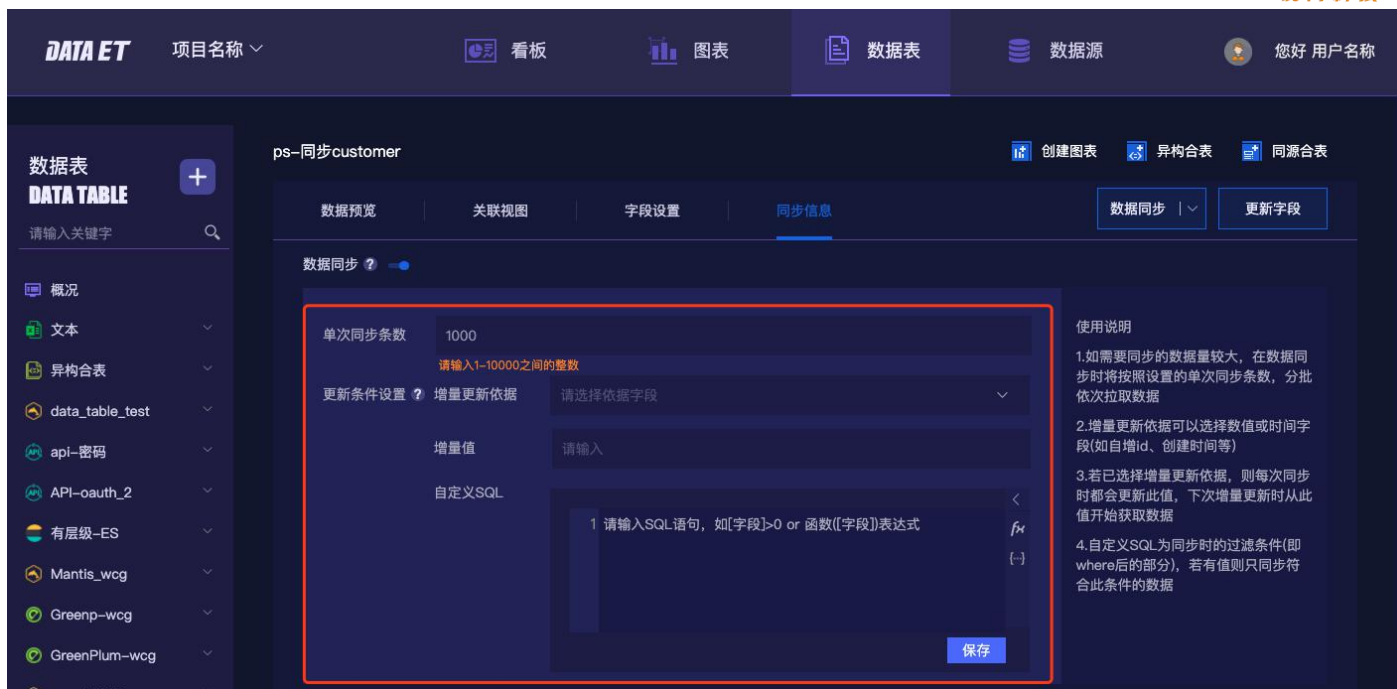 DATA ET
项目名称
看板
图表
数据表
数据源
您好 用户名称
数据表
DATA TABLE
请输入关键字
概况
文本
异构合表
data_table_test
api-密码
API-oauth_2
有层级-ES
Mantis_wcg
Greenp-wcg
GreenPlum-wcg
ps-同步customer
创建图表
异构合表
同源合表
数据预览
关联视图
字段设置
同步信息
数据同步
更新字段
数据同步 ?
单次同步条数
1000
请输入1-10000之间的整数
更新条件设置 ? 增量更新依据
请选择依据字段
增量值
请输入
自定义SQL
1 请输入SQL语句，如[字段]>0 or 函数([字段])表达式
fx
{...}
保存
使用说明
1.如需要同步的数据量较大，在数据同
步时将按照设置的单次同步条数，分批
依次拉取数据
2.增量更新依据可以选择数值或时间字
段(如自增id、创建时间等)
3.若已选择增量更新依据，则每次同步
时都会更新此值，下次增量更新时从此
值开始获取数据
4.自定义SQL为同步时的过滤条件(即
where后的部分)，若有值则只同步符
合此条件的数据